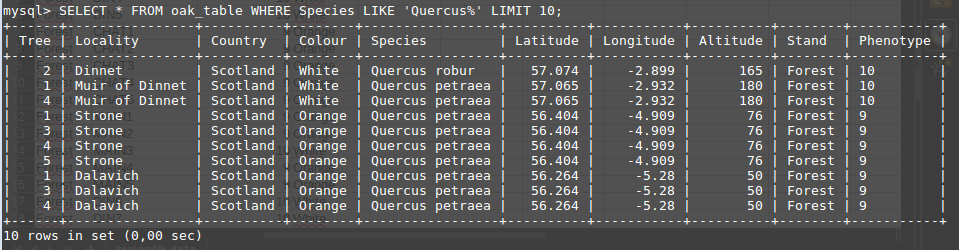 mysql> SELECT * FROM oak_table WHERE Species LIKE 'Quercus%' LIMIT 10;
| Tree | Locality | Country | Colour | Species | Latitude | Longitude | Altitude | Stand | Phenotype |
| 2 | Dinnet | Scotland | White | Quercus robur | 57.074 | -2.899 | 165 | Forest | 10 |
| 1 | Muir of Dinnet | Scotland | White | Quercus petraea | 57.065 | -2.932 | 180 | Forest | 10 |
| 4 | Muir of Dinnet | Scotland | White | Quercus petraea | 57.065 | -2.932 | 180 | Forest | 10 |
| 1 | Strone | Scotland | Orange | Quercus petraea | 56.404 | -4.909 | 76 | Forest | 9 |
| 3 | Strone | Scotland | Orange | Quercus petraea | 56.404 | -4.909 | 76 | Forest | 9 |
| 4 | Strone | Scotland | Orange | Quercus petraea | 56.404 | -4.909 | 76 | Forest | 9 |
| 5 | Strone | Scotland | Orange | Quercus petraea | 56.404 | -4.909 | 76 | Forest | 9 |
| 1 | Dalavich | Scotland | Orange | Quercus petraea | 56.264 | -5.28 | 50 | Forest | 9 |
| 3 | Dalavich | Scotland | Orange | Quercus petraea | 56.264 | -5.28 | 50 | Forest | 9 |
| 4 | Dalavich | Scotland | Orange | Quercus petraea | 56.264 | -5.28 | 50 | Forest | 9 |
10 rows in set (0,00 sec)